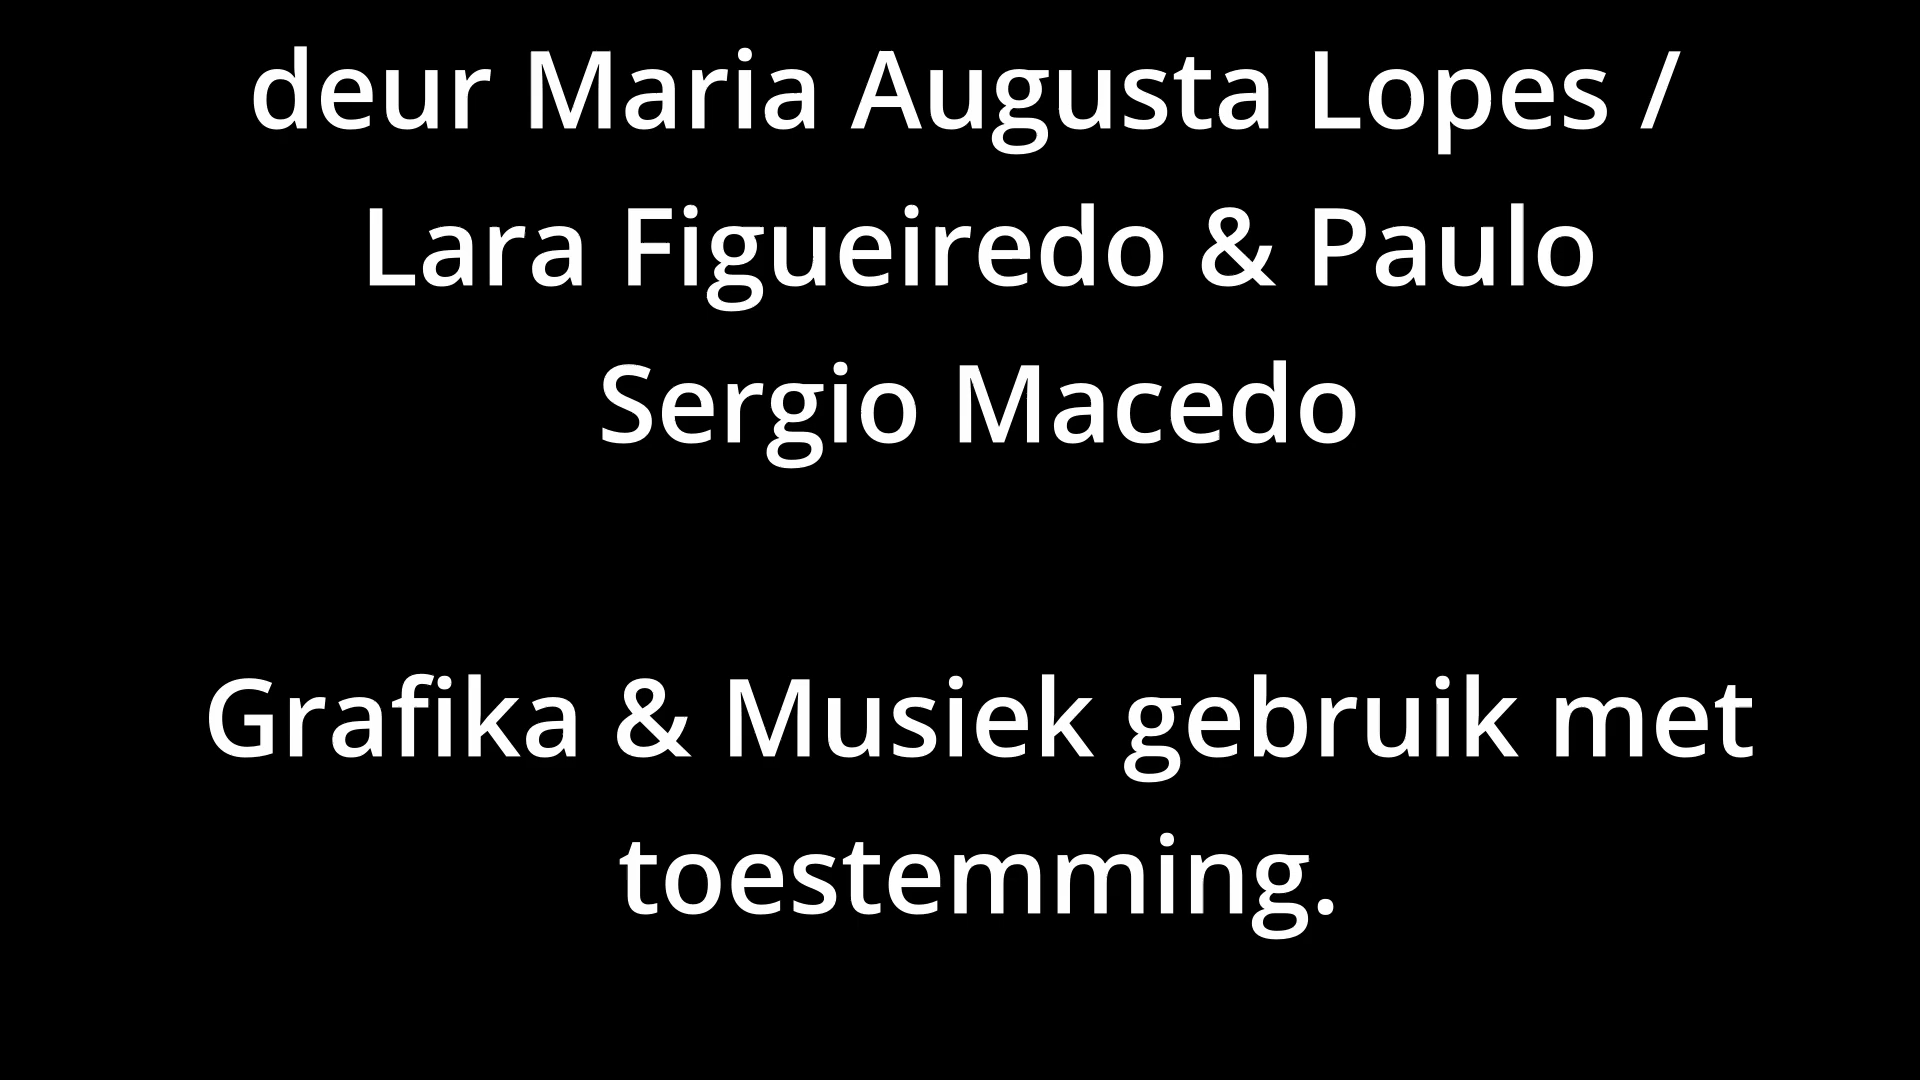 deur Maria Augusta Lopes /
Lara Figueiredo & Paulo
Sergio Macedo
Grafika & Musiek gebruik met
toestemming.